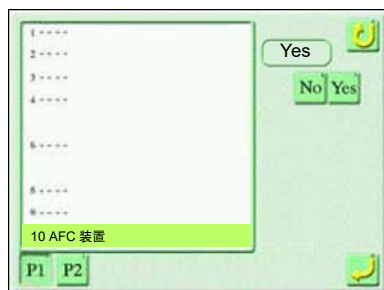 1 ----
2 ----
3 ----
4 ----
6 ----
8 ----
9 ----
10 AFC 装置
Yes
No Yes
P1 P2